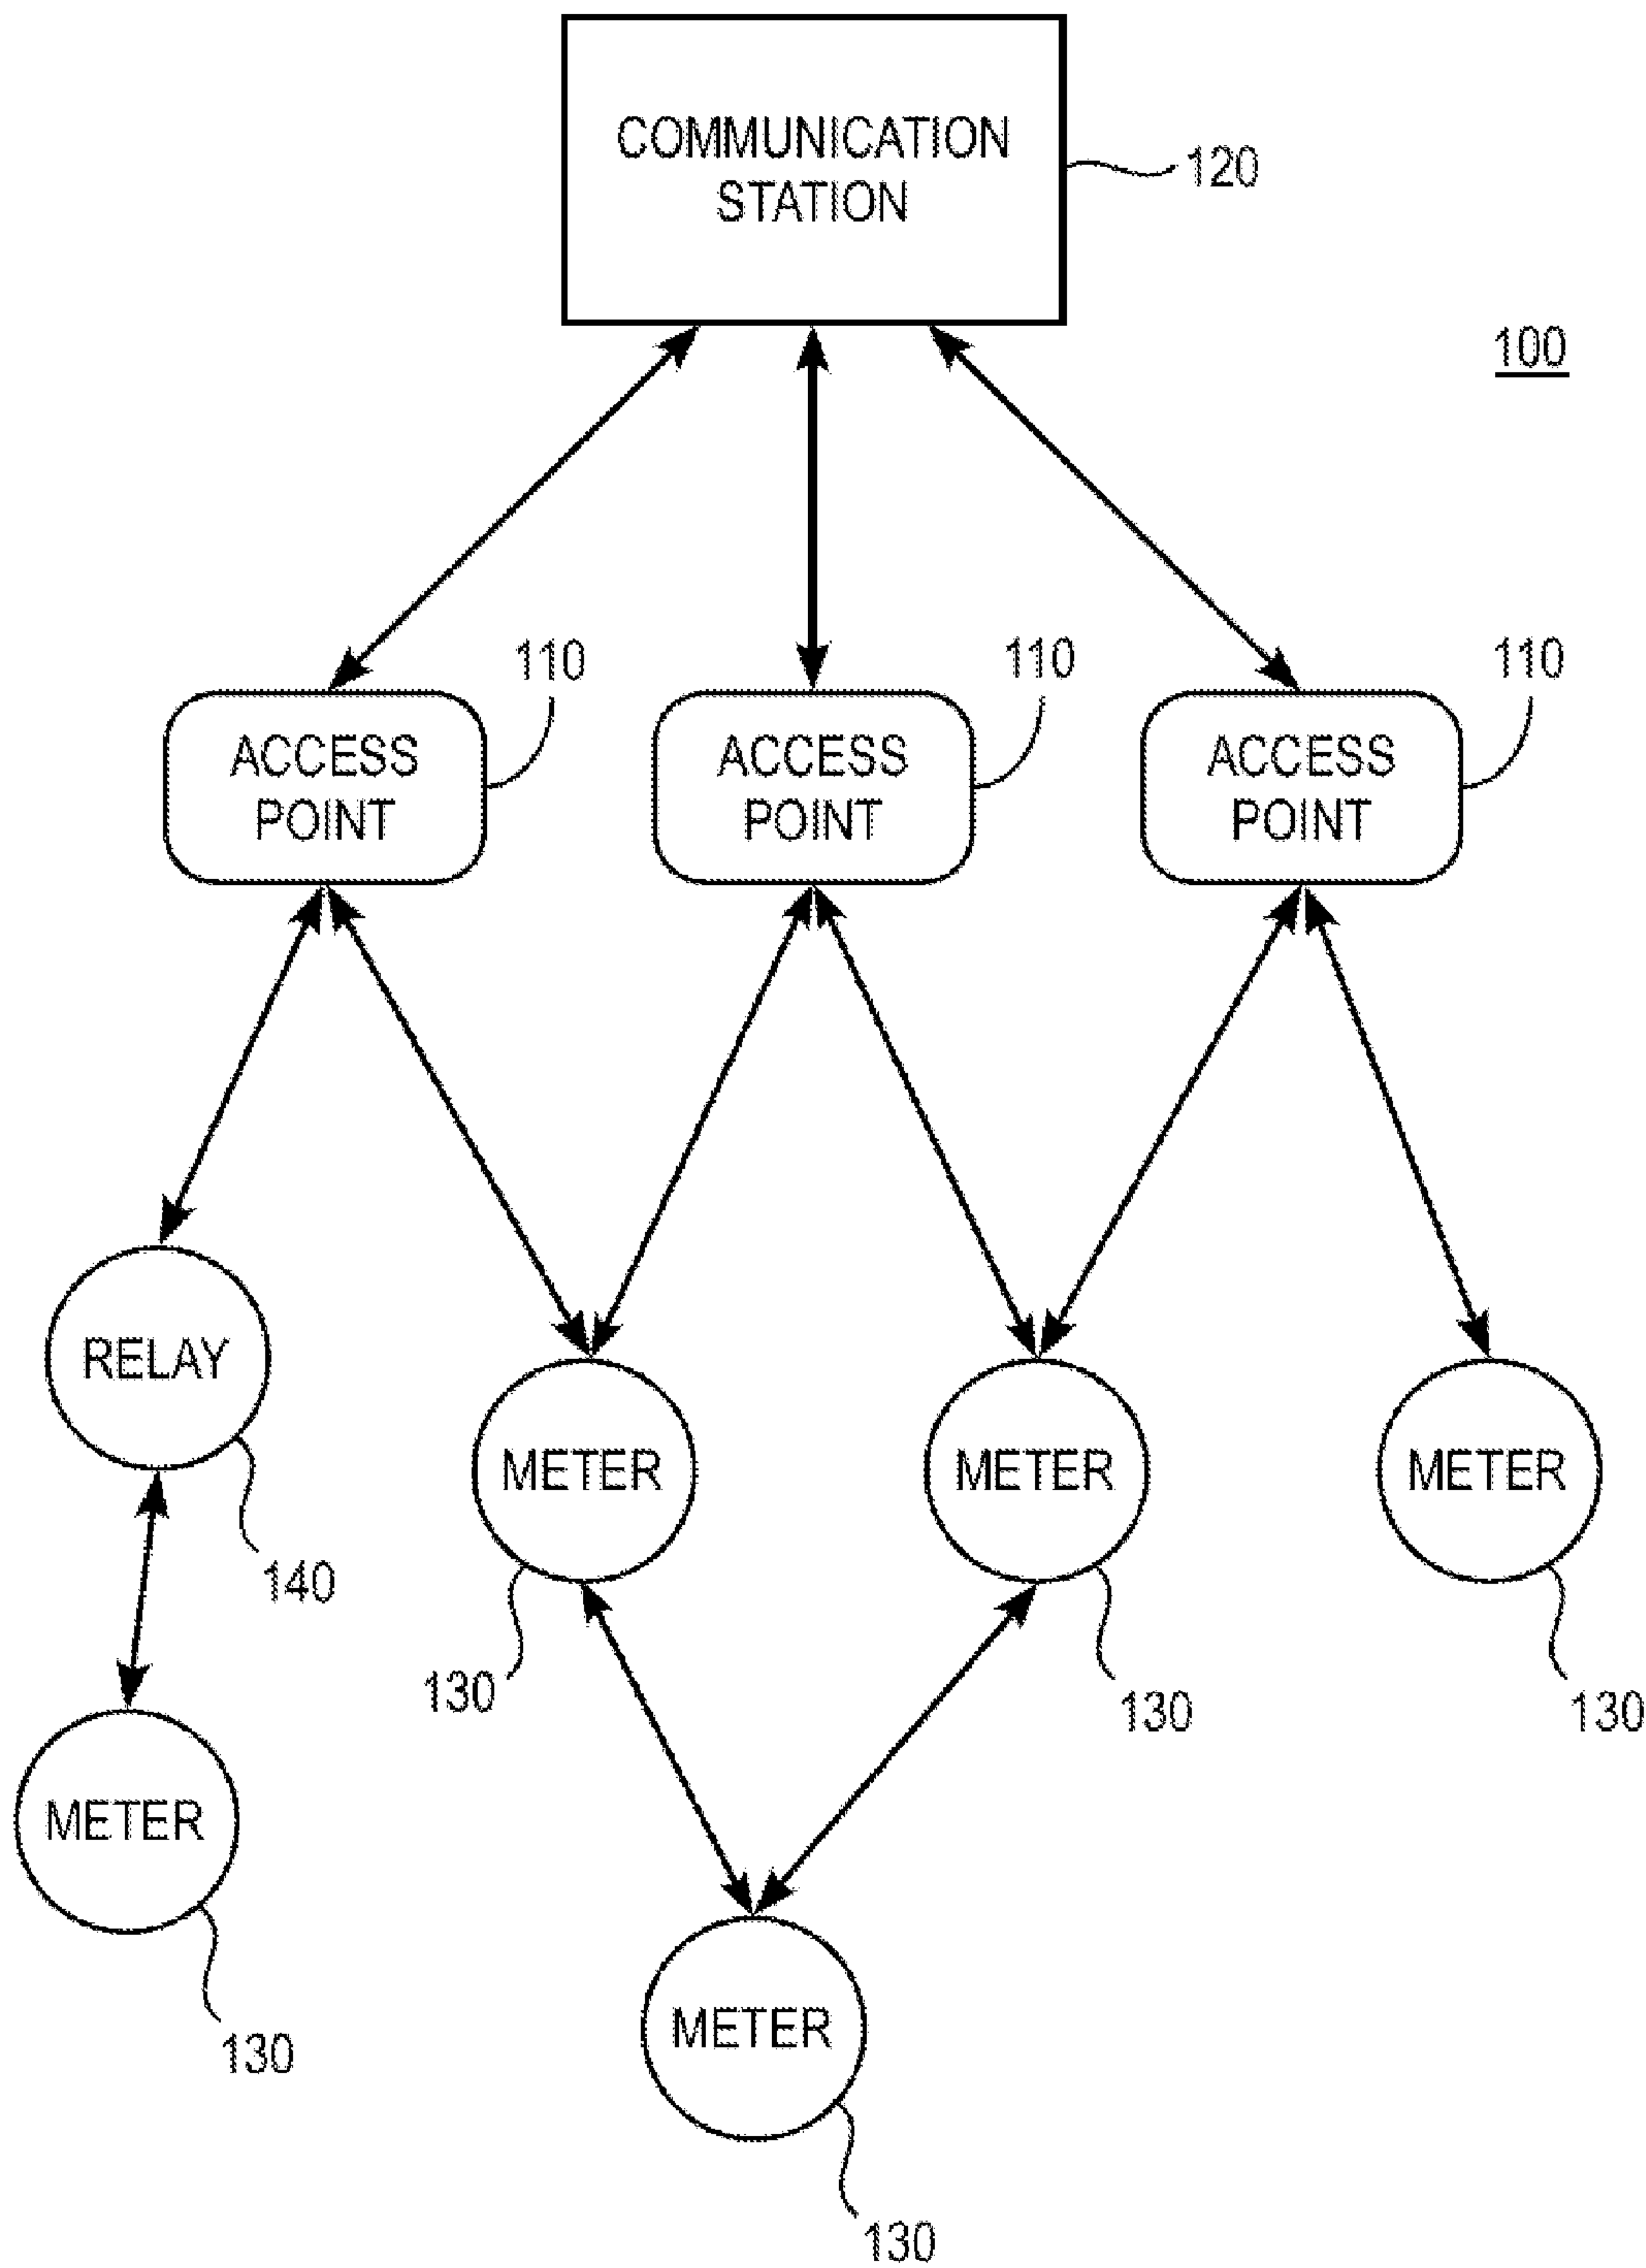 COMMUNICATION
STATION
120
100
110
110
110
ACCESS
POINT
ACCESS
POINT
ACCESS
POINT
RELAY
140
METER
METER
METER
130
130
130
METER
130
METER
130